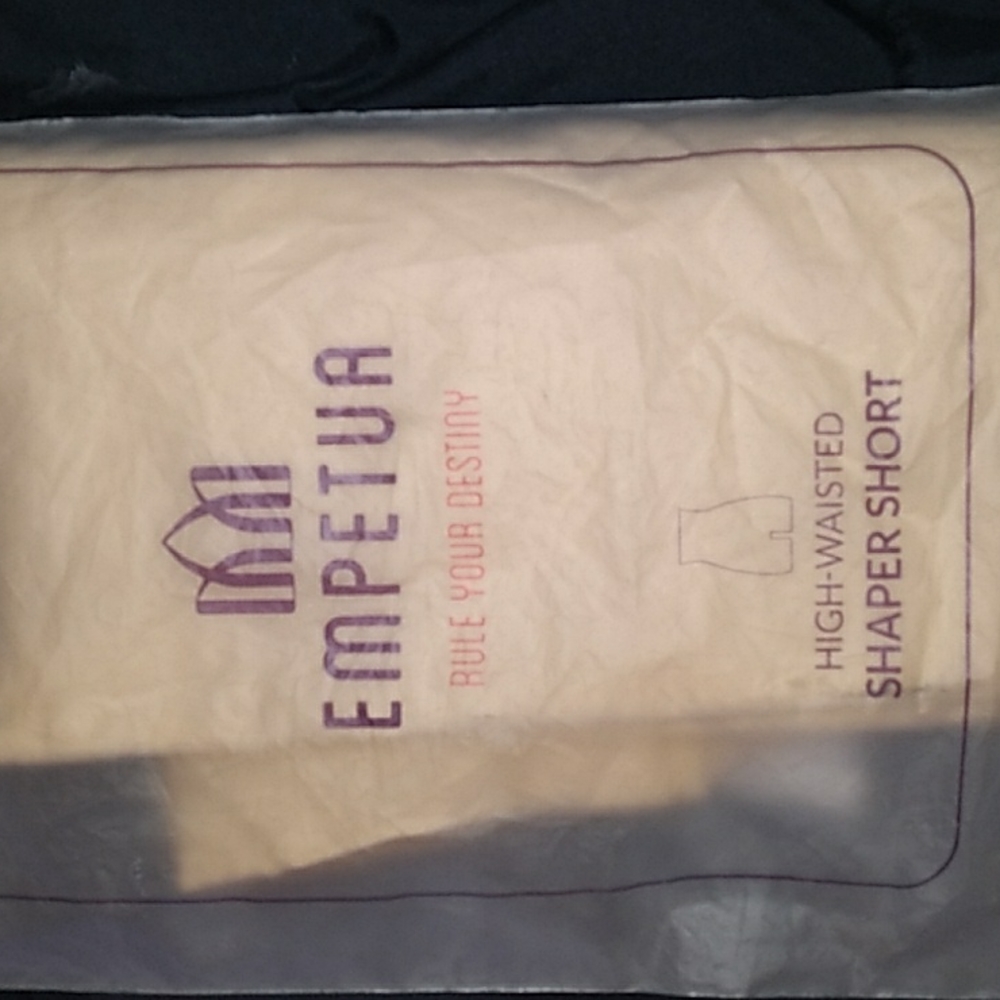 EMPETUA
RULE YOUR DESTINY
HIGH-WAISTED
SHAPER SHORT